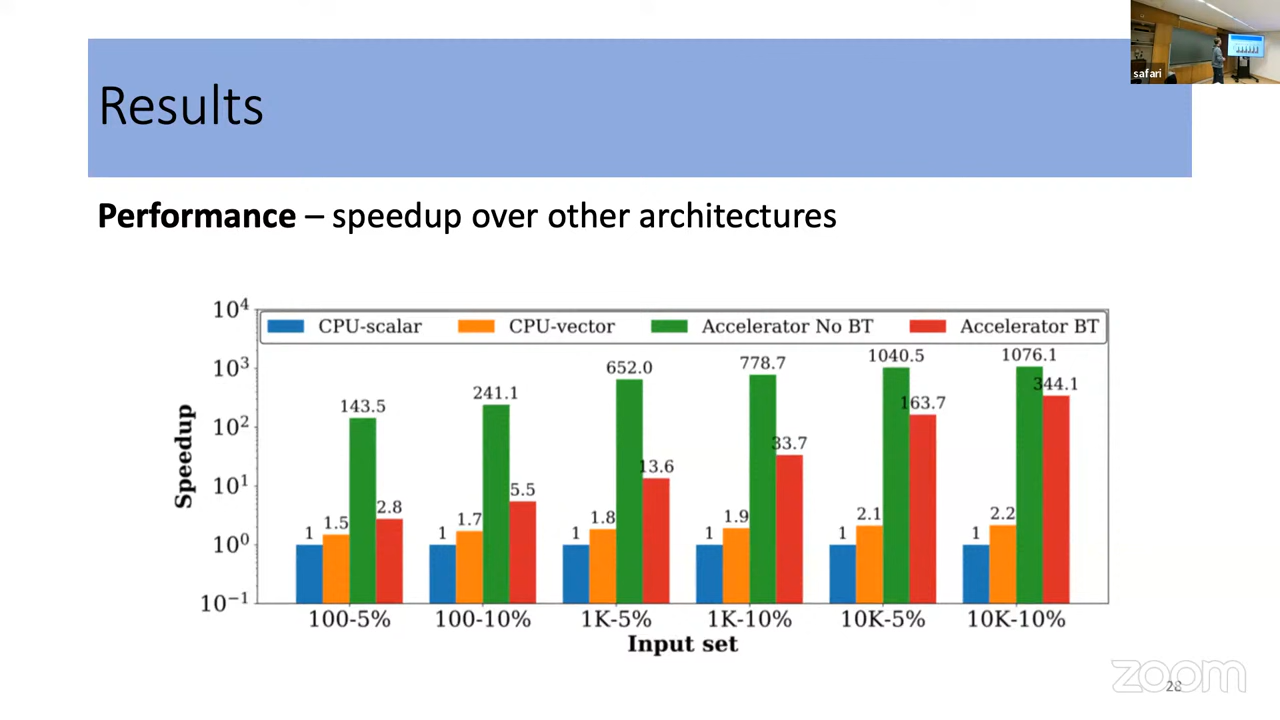 safari
Results
Performance – speedup over other architectures
CPU-scalar CPU-vector Accelerator No BT Accelerator BT
10^4
10^3
10^2
10^1
10^0
10^-1
Speedup
1 1.5 143.5 2.8
1 1.7 241.1 5.5
1 1.8 652.0 13.6
1 1.9 778.7 33.7
1 2.1 1040.5 163.7
1 2.2 1076.1 344.1
100-5% 100-10% 1K-5% 1K-10% 10K-5% 10K-10%
Input set
zoom
28